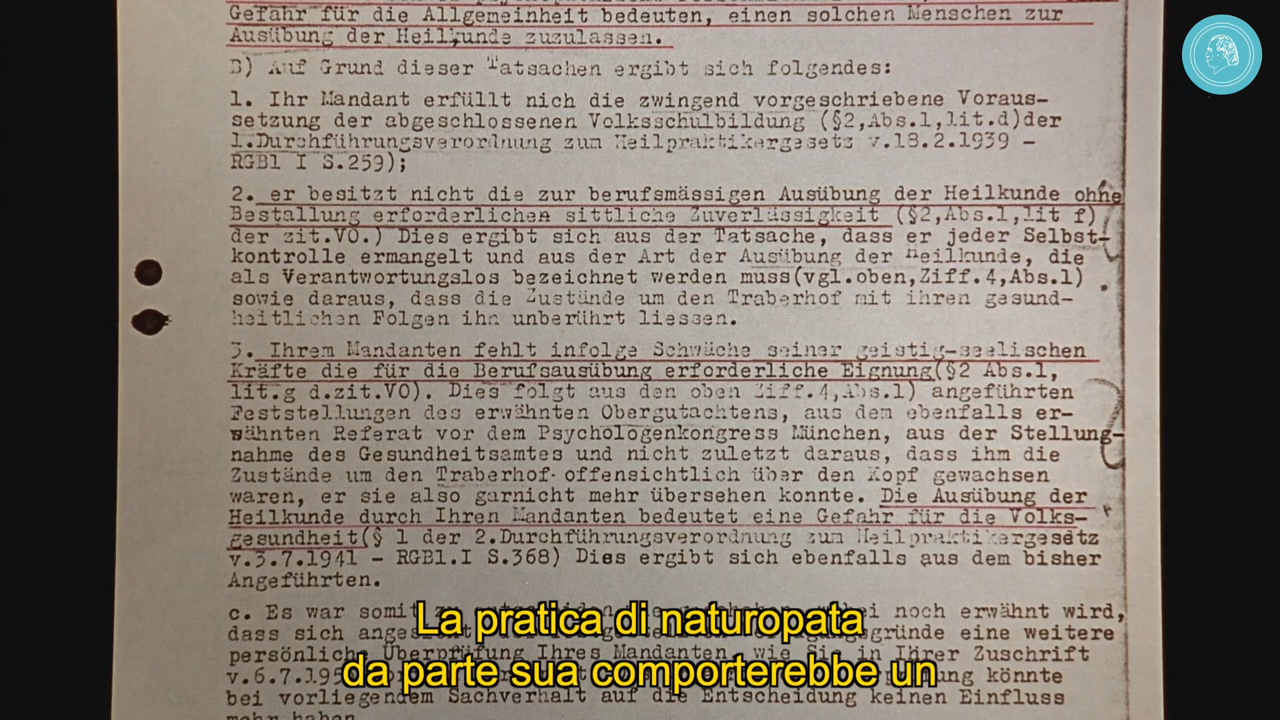 Gefahr für die Allgemeinheit bedeuten, einen solchen Menschen zur
Ausübung der Heilkunde zuzulassen.
B) Auf Grund dieser Tatsachen ergibt sich folgendes:
1. Ihr Mandant erfüllt nich die zwingend vorgeschriebene Voraus-
setzung der abgeschlossenen Volksschulbildung (§2,Abs.1,lit.d)der
1.Durchführungsverordnung zum Heilpraktikergesetz v.18.2.1939 -
RGBl I S.259);
2. er besitzt nicht die zur berufsmässigen Ausübung der Heilkunde ohne
Bestallung erforderlichen sittliche Zuverlässigkeit (§2,Abs.1,lit f)
der zit.VO.) Dies ergibt sich aus der Tatsache, dass er jeder Selbst-
kontrolle ermangelt und aus der Art der Ausübung der Heilkunde, die
als Verantwortungslos bezeichnet werden muss(vgl.oben,Ziff.4,Abs.1)
sowie daraus, dass die Zustände um den Traberhof mit ihren gesund-
heitlichen Folgen ihn unberührt liessen.
3. Ihrem Mandanten fehlt infolge Schwäche seiner geistig-seelischen
Kräfte die für die Berufsausübung erforderliche Eignung(§2 Abs.1,
lit.g d.zit.VO). Dies folgt aus den oben Ziff.4,Abs.1) angeführten
Feststellungen des erwähnten Obergutachtens, aus dem ebenfalls er-
wähnten Referat vor dem Psychologenkongress München, aus der Stellung-
nahme des Gesundheitsamtes und nicht zuletzt daraus, dass ihm die
Zustände um den Traberhof offensichtlich über den Kopf gewachsen
waren, er sie also garnicht mehr übersehen konnte. Die Ausübung der
Heilkunde durch Ihren Mandanten bedeutet eine Gefahr für die Volks-
gesundheit(§ 1 der 2.Durchführungsverordnung zum Heilpraktikergesetz
v.3.7.1941 - RGBl.I S.368) Dies ergibt sich ebenfalls aus dem bisher
Angeführten.
c. Es war somit noch erwähnt wird,
dass sich eine weitere
persönliche Überprüfung Ihres Mandanten, wie Sie in Ihrer Zuschrift
v.6.7.195 könnte
bei vorliegendem Sachverhalt auf die Entscheidung keinen Einfluss
mehr haben
La pratica di naturopata
da parte sua comporterebbe un